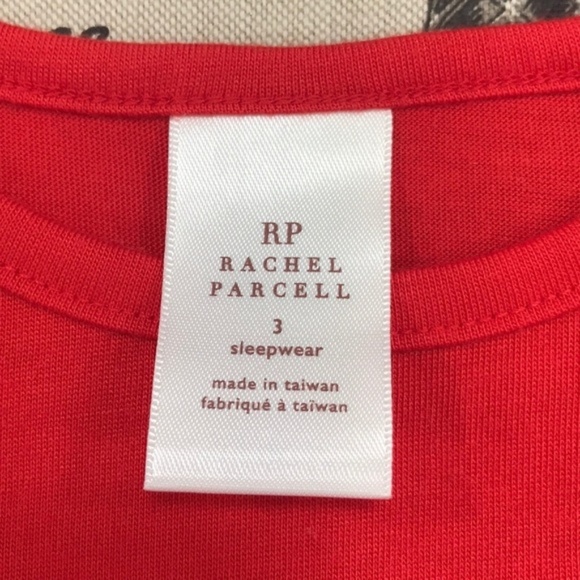 RP
RACHEL
PARCELL
3
sleepwear
made in taiwan
fabriqué à taïwan